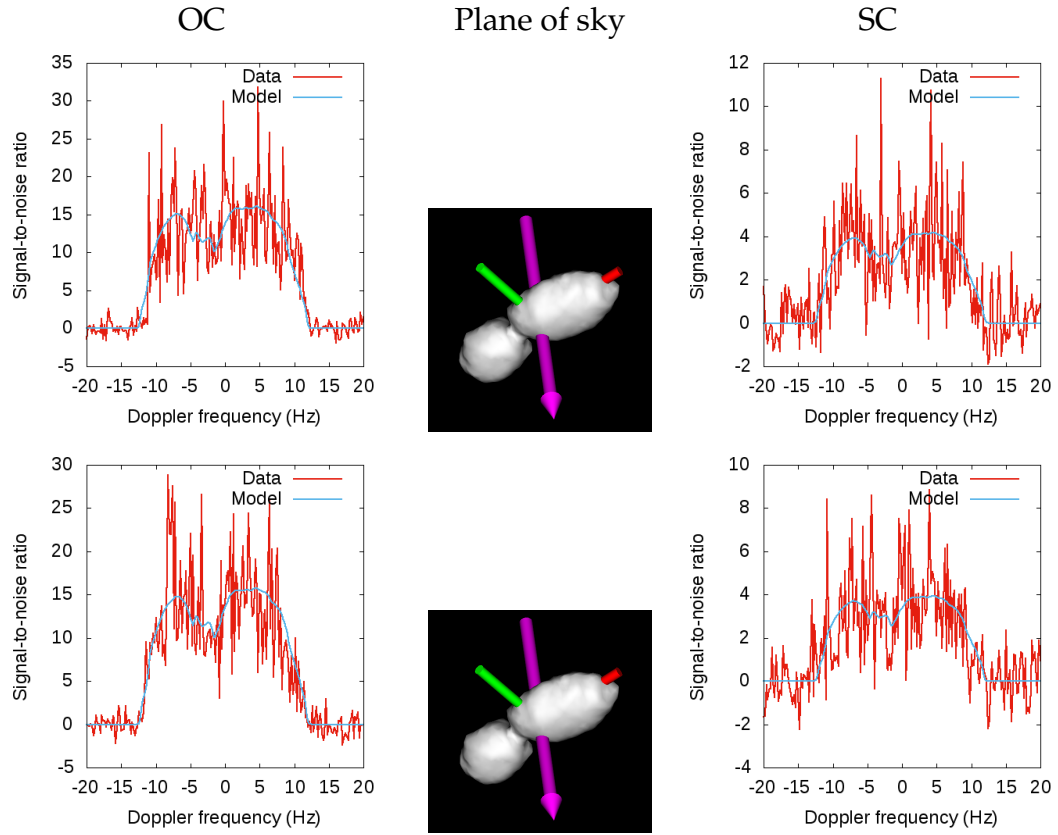 OC
Plane of sky
SC
35
30
25
20
15
10
5
0
-5
Signal-to-noise ratio
Data
Model
-20 -15 -10 -5 0 5 10 15 20
Doppler frequency (Hz)
12
10
8
6
4
2
0
-2
Signal-to-noise ratio
Data
Model
-20 -15 -10 -5 0 5 10 15 20
Doppler frequency (Hz)
30
25
20
15
10
5
0
-5
Signal-to-noise ratio
Data
Model
-20 -15 -10 -5 0 5 10 15 20
Doppler frequency (Hz)
10
8
6
4
2
0
-2
-4
Signal-to-noise ratio
Data
Model
-20 -15 -10 -5 0 5 10 15 20
Doppler frequency (Hz)